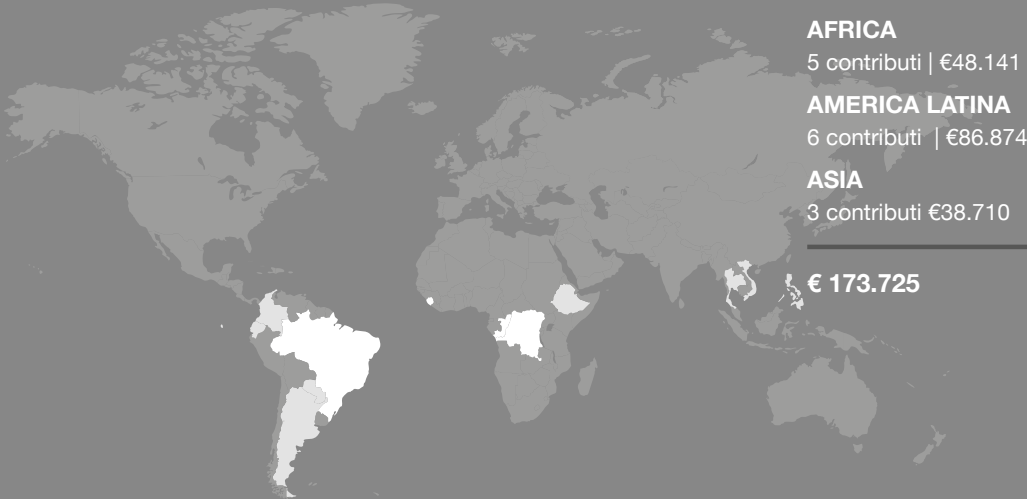 AFRICA
5 contributi | €48.141
AMERICA LATINA
6 contributi | €86.874
ASIA
3 contributi €38.710
€ 173.725